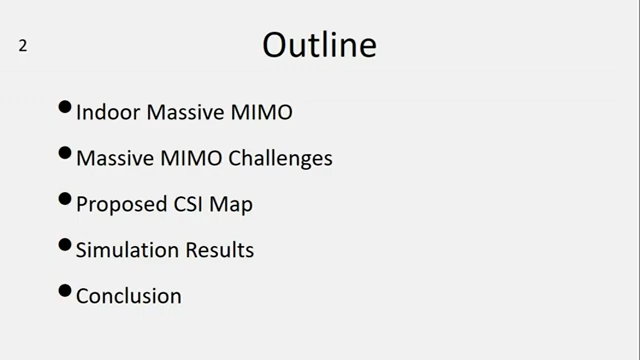 2
Outline
• Indoor Massive MIMO
• Massive MIMO Challenges
• Proposed CSI Map
• Simulation Results
• Conclusion